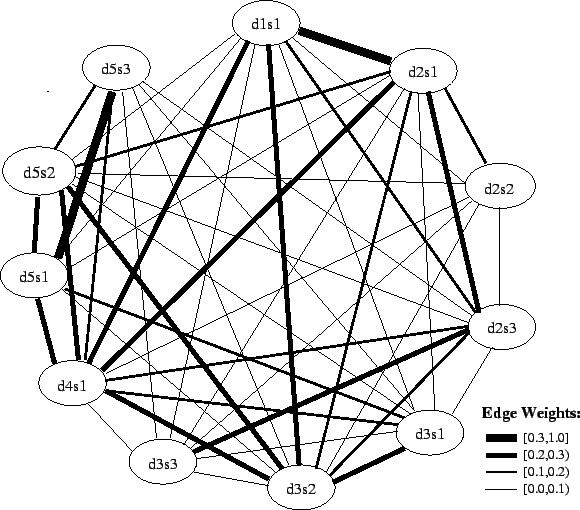 d1s1
d2s1
d5s3
d5s2
d2s2
d5s1
d2s3
d4s1
d3s1
d3s3
d3s2
Edge Weights:
[0.3,1.0]
[0.2,0.3)
[0.1,0.2)
[0.0,0.1)